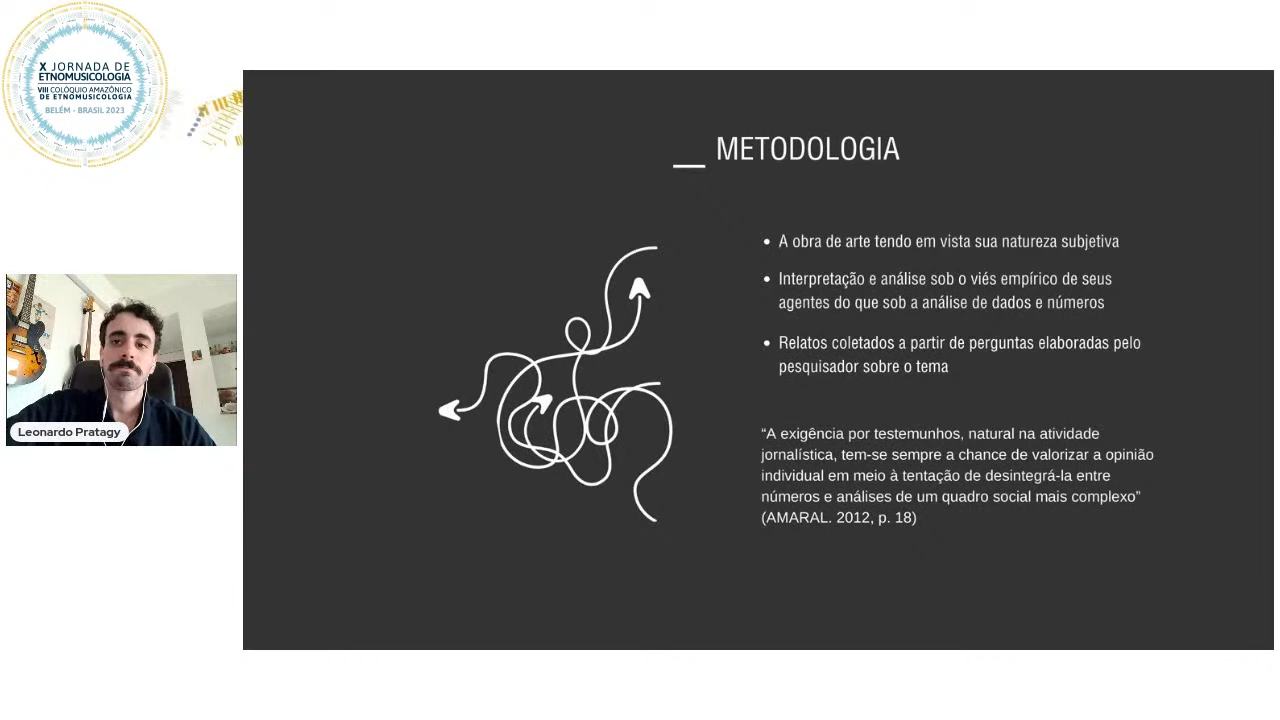 X JORNADA DE
ETNOMUSICOLOGIA
VIII COLÓQUIO AMAZÔNICO
DE ETNOMUSICOLOGIA
BELÉM - BRASIL 2023
__ METODOLOGIA
• A obra de arte tendo em vista sua natureza subjetiva
• Interpretação e análise sob o viés empírico de seus
agentes do que sob a análise de dados e números
• Relatos coletados a partir de perguntas elaboradas pelo
pesquisador sobre o tema
“A exigência por testemunhos, natural na atividade
jornalística, tem-se sempre a chance de valorizar a opinião
individual em meio à tentação de desintegrá-la entre
números e análises de um quadro social mais complexo”
(AMARAL. 2012, p. 18)
Leonardo Pratagy